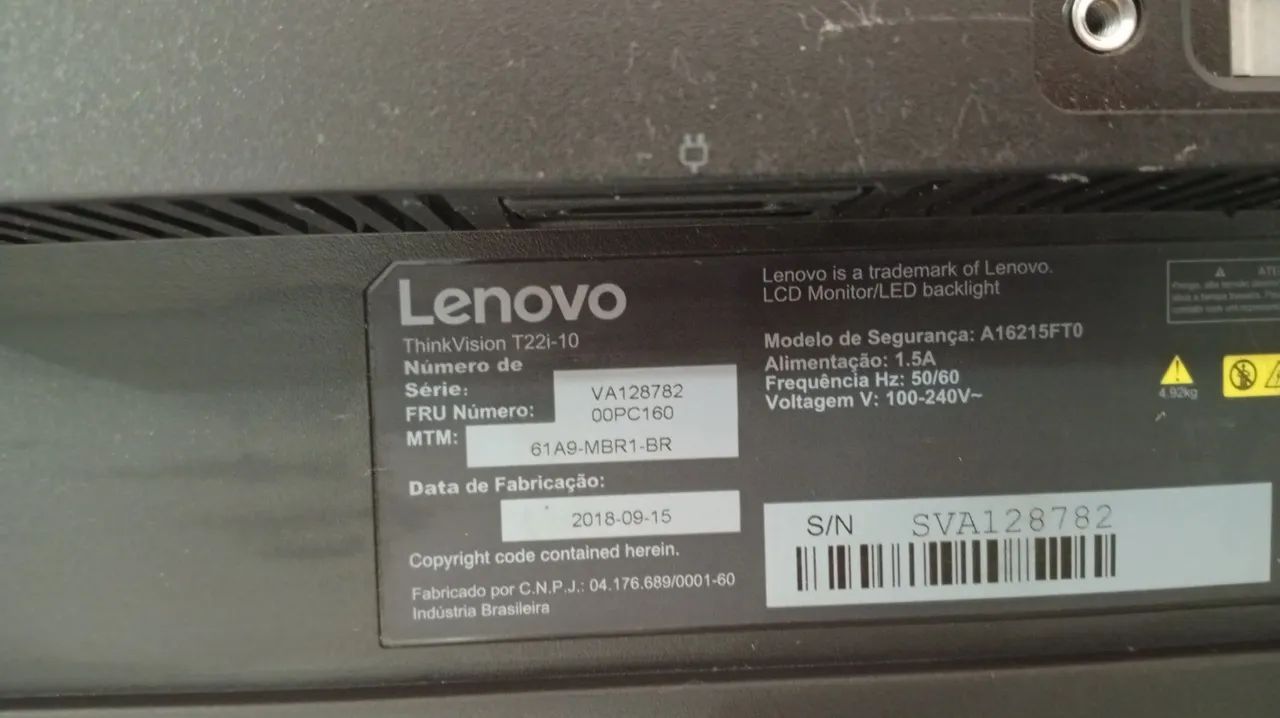 Lenovo
ThinkVision T22i-10
Número de
Série: VA128782
FRU Número: 00PC160
MTM: 61A9-MBR1-BR
Data de Fabricação:
2018-09-15
Copyright code contained herein.
Fabricado por C.N.P.J.: 04.176.689/0001-60
Indústria Brasileira
Lenovo is a trademark of Lenovo.
LCD Monitor/LED backlight
Modelo de Segurança: A16215FT0
Alimentação: 1.5A
Frequência Hz: 50/60
Voltagem V: 100-240V~
S/N SVA128782
4.92kg